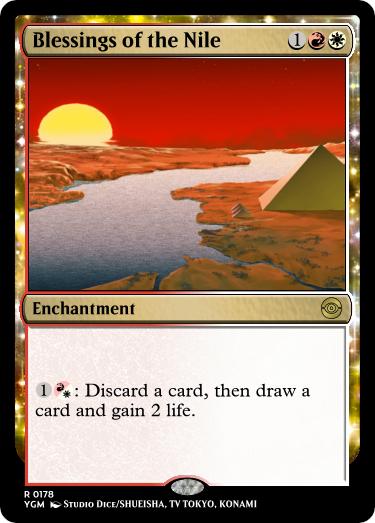 Blessings of the Nile 1
Enchantment
1 : Discard a card, then draw a
card and gain 2 life.
R 0178
YGM Studio Dice/SHUEISHA, TV TOKYO, KONAMI